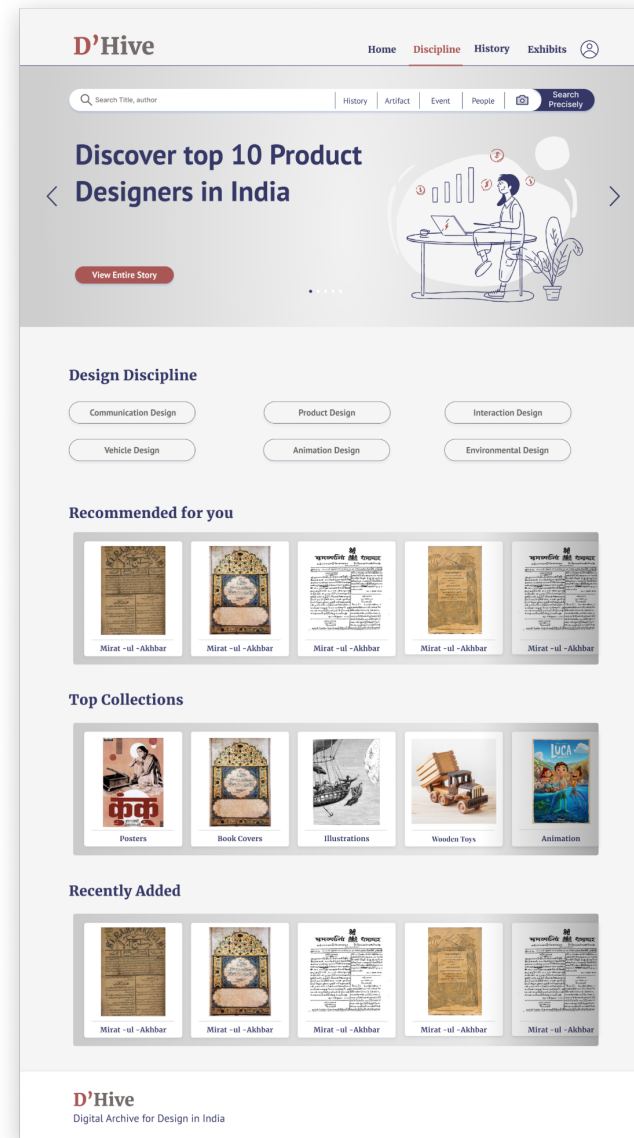 D'Hive
Home Discipline History Exhibits
Search Title, author
History Artifact Event People
Search
Precisely
Discover top 10 Product
Designers in India
View Entire Story
Design Discipline
Communication Design Product Design Interaction Design
Vehicle Design Animation Design Environmental Design
Recommended for you
Mirat -ul -Akhbar Mirat -ul -Akhbar Mirat -ul -Akhbar Mirat -ul -Akhbar Mirat -ul -Akhbar
Top Collections
कुंकू
LUCA
Posters Book Covers Illustrations Wooden Toys Animation
Recently Added
Mirat -ul -Akhbar Mirat -ul -Akhbar Mirat -ul -Akhbar Mirat -ul -Akhbar Mirat -ul -Akhbar
D'Hive
Digital Archive for Design in India